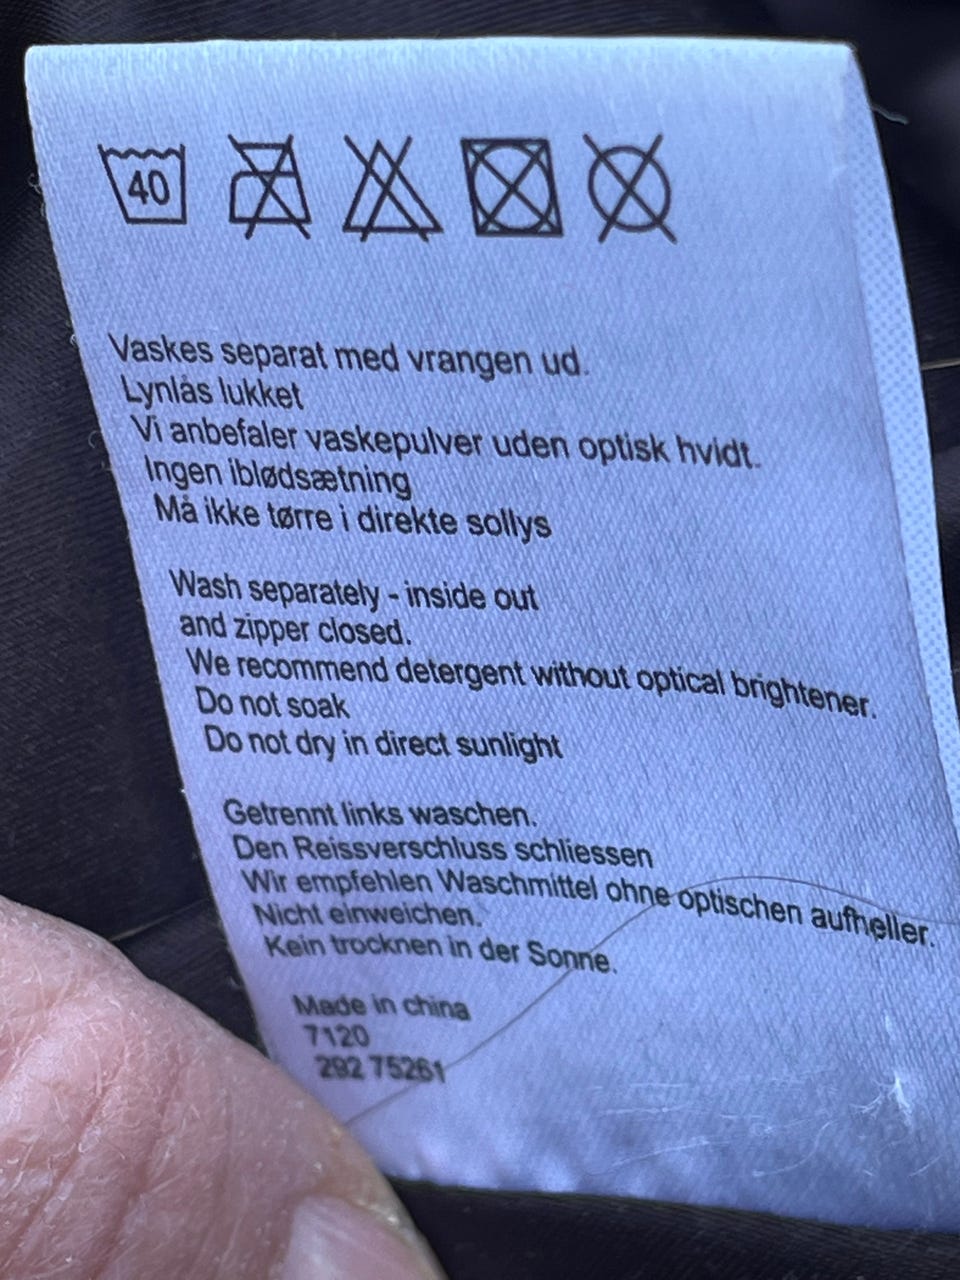 40
Vaskes separat med vrangen ud.
Lynlås lukket
Vi anbefaler vaskepulver uden optisk hvidt.
Ingen iblødsætning
Må ikke tørre i direkte sollys
Wash separately - inside out
and zipper closed.
We recommend detergent without optical brightener.
Do not soak
Do not dry in direct sunlight
Getrennt links waschen.
Den Reissverschluss schliessen
Wir empfehlen Waschmittel ohne optischen aufheller.
Nicht einweichen.
Kein trocknen in der Sonne.
Made in china
7120
292 75261